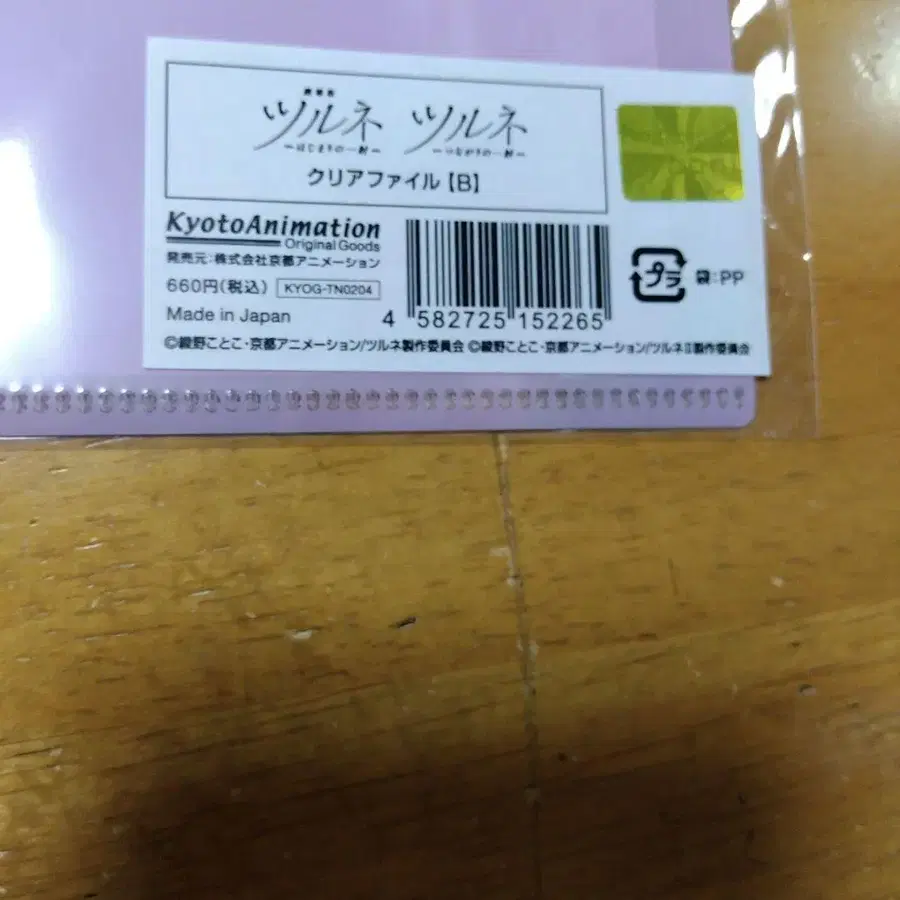 劇場版
ツルネ ツルネ
―はじまりの一射― ―つながりの一射―
クリアファイル【B】
KyotoAnimation
Original Goods
発売元:株式会社京都アニメーション
660円(税込) KYOG-TN0204
Made in Japan
4 582725 152265
プラ 袋:PP
©綾野ことこ・京都アニメーション/ツルネ製作委員会 ©綾野ことこ・京都アニメーション/ツルネⅡ製作委員会